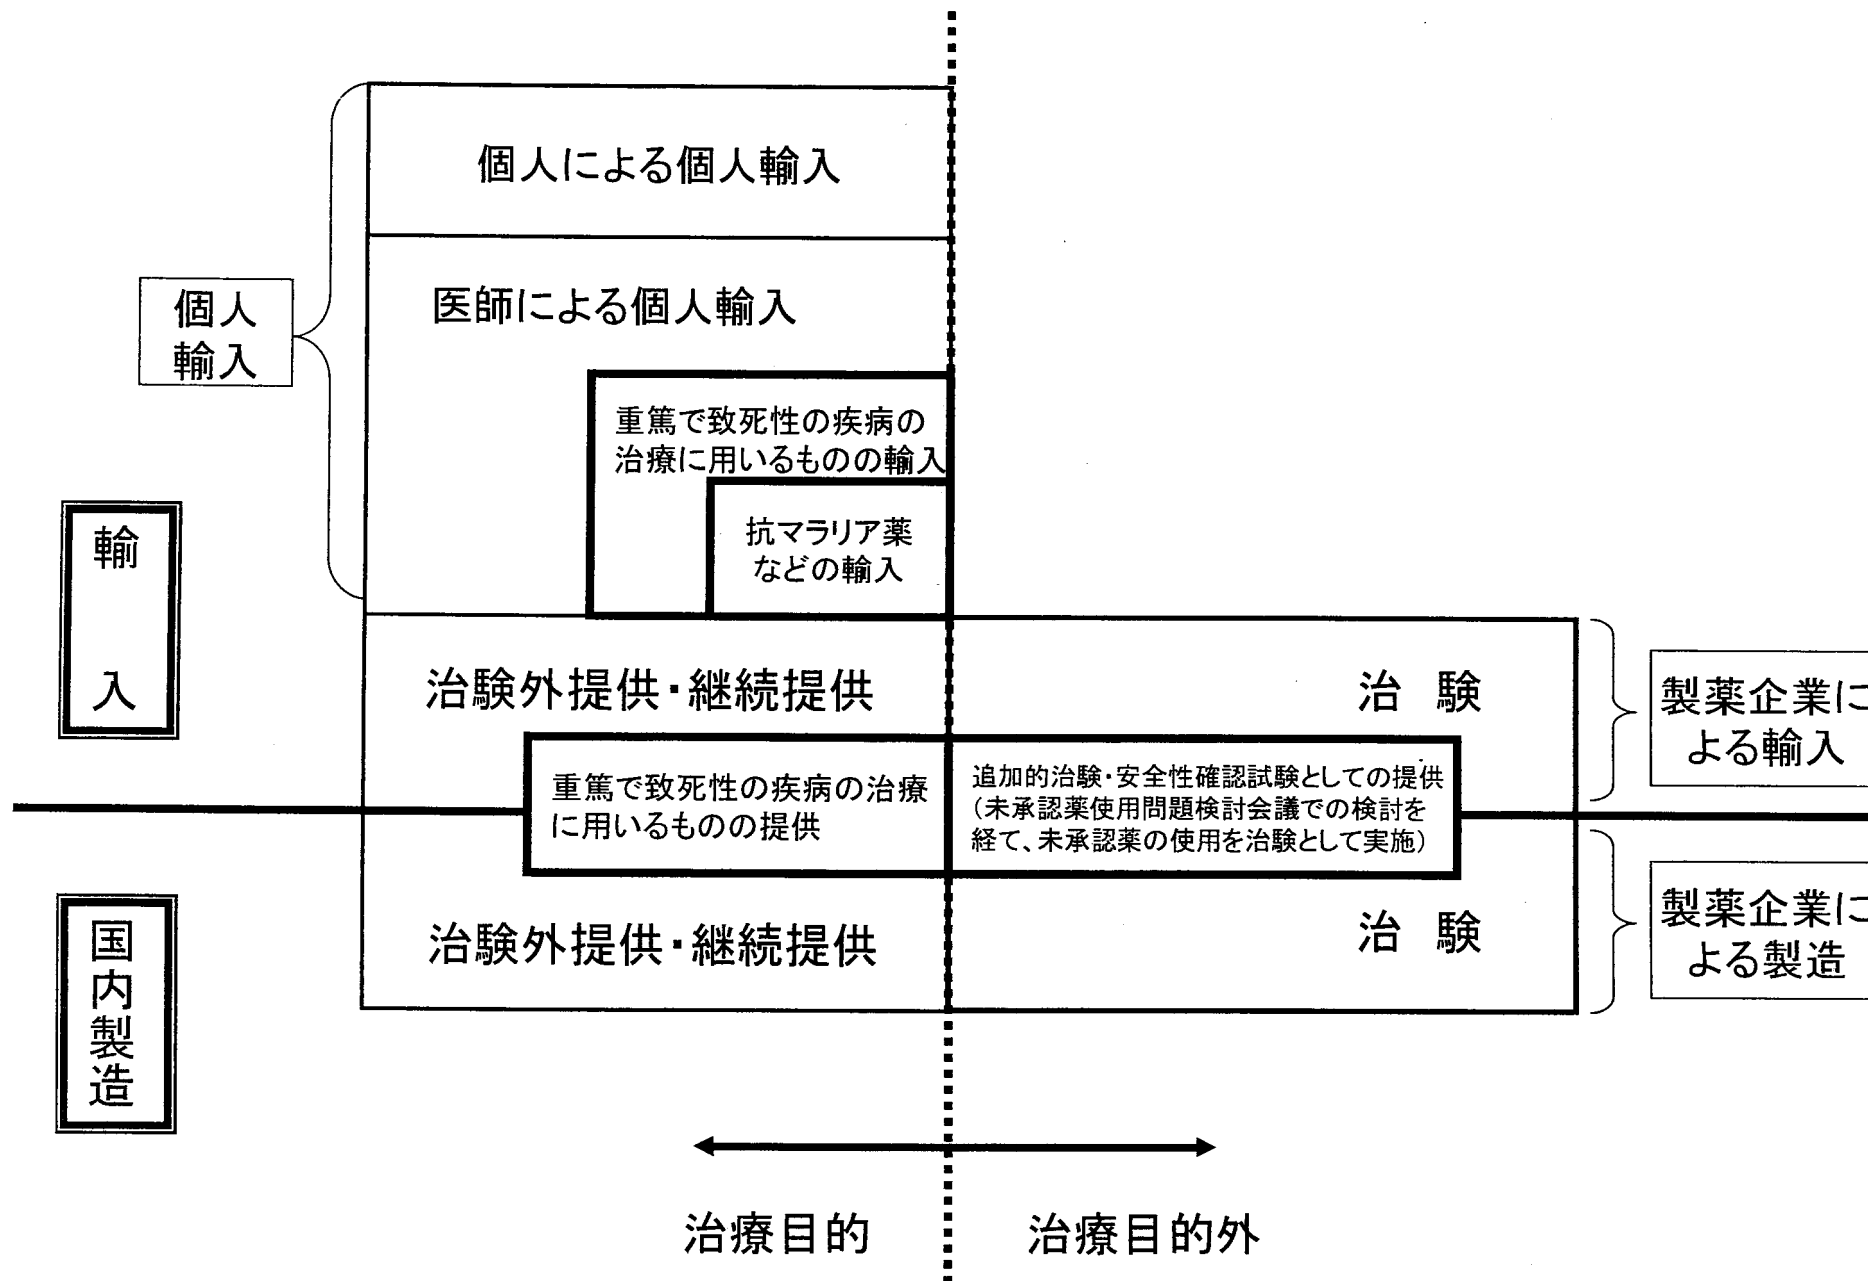 個人による個人輸入
個人
輸入
医師による個人輸入
重篤で致死性の疾病の
治療に用いるものの輸入
抗マラリア薬
などの輸入
輸
入
治験外提供・継続提供
治 験
製薬企業に
よる輸入
重篤で致死性の疾病の治療
に用いるものの提供
追加的治験・安全性確認試験としての提供
(未承認薬使用問題検討会議での検討を
経て、未承認薬の使用を治験として実施)
国
内
製
造
治験外提供・継続提供
治 験
製薬企業に
よる製造
治療目的
治療目的外